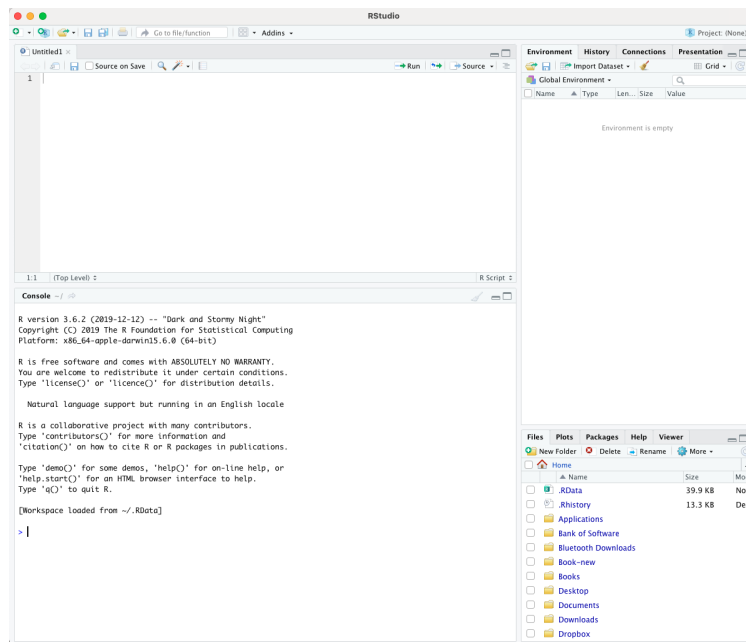 RStudio
Go to file/function
Addins
Project: (None)
Untitled1
Source on Save
Run
Source
1
1:1 (Top Level)
R Script
Console ~/
R version 3.6.2 (2019-12-12) -- "Dark and Stormy Night"
Copyright (C) 2019 The R Foundation for Statistical Computing
Platform: x86_64-apple-darwin15.6.0 (64-bit)
R is free software and comes with ABSOLUTELY NO WARRANTY.
You are welcome to redistribute it under certain conditions.
Type 'license()' or 'licence()' for distribution details.
Natural language support but running in an English locale
R is a collaborative project with many contributors.
Type 'contributors()' for more information and
'citation()' on how to cite R or R packages in publications.
Type 'demo()' for some demos, 'help()' for on-line help, or
'help.start()' for an HTML browser interface to help.
Type 'q()' to quit R.
[Workspace loaded from ~/.RData]
>
Environment History Connections Presentation
Import Dataset
Grid
Global Environment
Name Type Len... Size Value
Environment is empty
Files Plots Packages Help Viewer
New Folder Delete Rename More
Home
Name Size Mo
.RData 39.9 KB No
.Rhistory 13.3 KB De
Applications
Bank of Software
Bluetooth Downloads
Book-new
Books
Desktop
Documents
Downloads
Dropbox